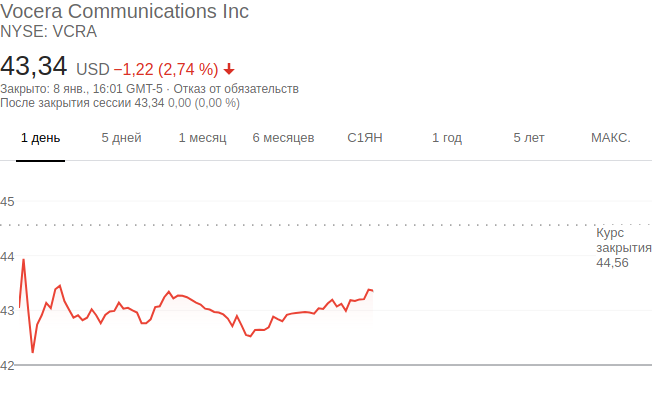 Vocera Communications Inc
NYSE: VCRA
43,34 USD −1,22 (2,74 %)
Закрыто: 8 янв., 16:01 GMT-5 · Отказ от обязательств
После закрытия сессии 43,34 0,00 (0,00 %)
1 день 5 дней 1 месяц 6 месяцев С1ЯН 1 год 5 лет МАКС.
45
Курс
закрытия
44,56
44
43
42